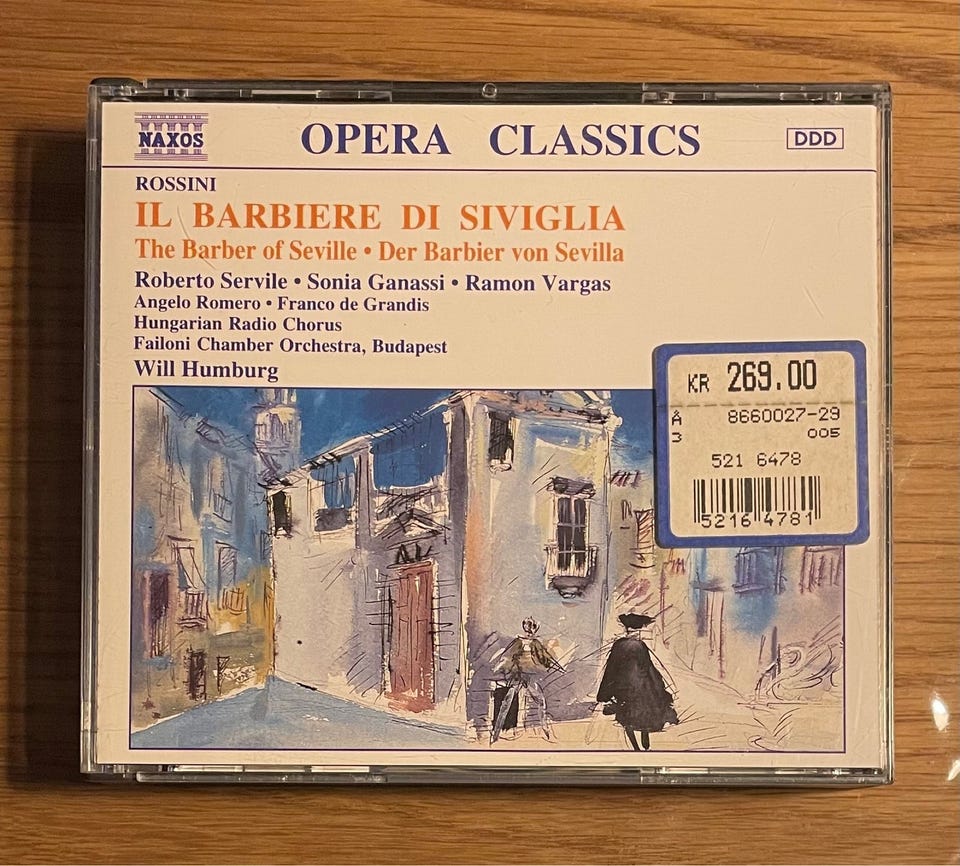 NAXOS
OPERA CLASSICS
DDD
ROSSINI
IL BARBIERE DI SIVIGLIA
The Barber of Seville • Der Barbier von Sevilla
Roberto Servile • Sonia Ganassi • Ramon Vargas
Angelo Romero • Franco de Grandis
Hungarian Radio Chorus
Failoni Chamber Orchestra, Budapest
Will Humburg
KR 269.00
Å 8660027-29
3 005
521 6478
52164781